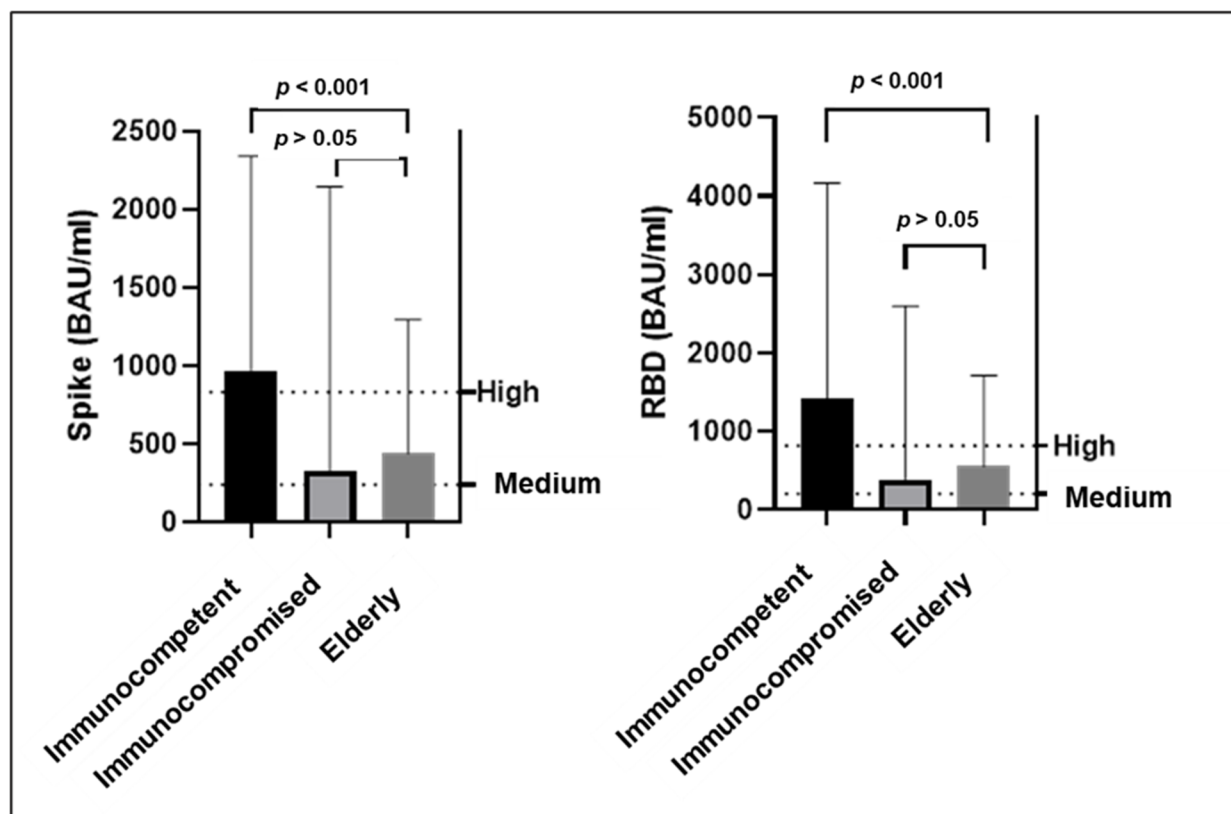 p < 0.001
p > 0.05
2500
2000
1500
1000
500
0
Spike (BAU/ml)
High
Medium
Immunocompetent
Immunocompromised
Elderly
p < 0.001
p > 0.05
5000
4000
3000
2000
1000
0
RBD (BAU/ml)
High
Medium
Immunocompetent
Immunocompromised
Elderly